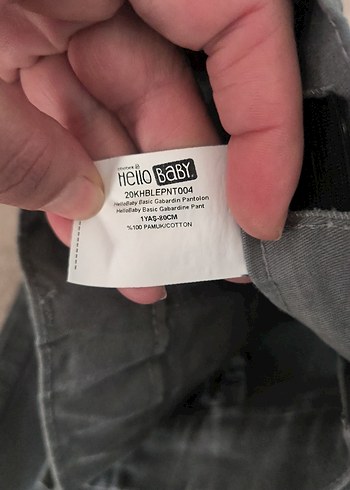 Hello BABY
20KHBLEPNT004
HelloBaby Basic Gabardin Pantolon
HelloBaby Basic Gabardine Pant
1YAŞ-80CM
%100 PAMUK/COTTON